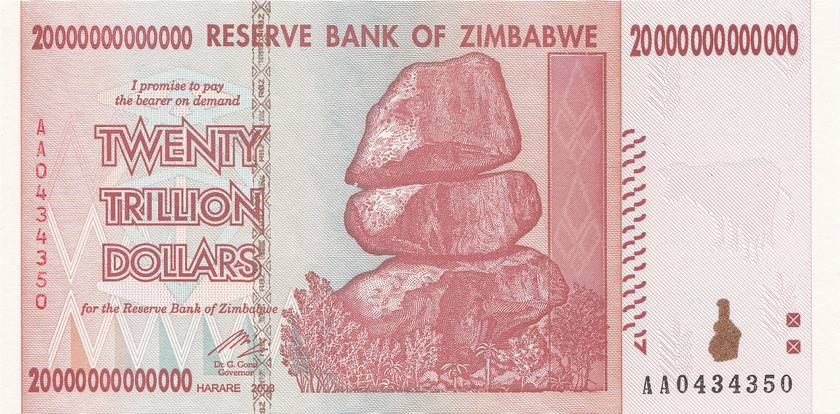 20000000000000 RESERVE BANK OF ZIMBABWE 20000000000000
I promise to pay
the bearer on demand
TWENTY
TRILLION
DOLLARS
for the Reserve Bank of Zimbabwe
Dr. G. Gono
Governor
20000000000000 HARARE 2008
AA0434350
AA0434350